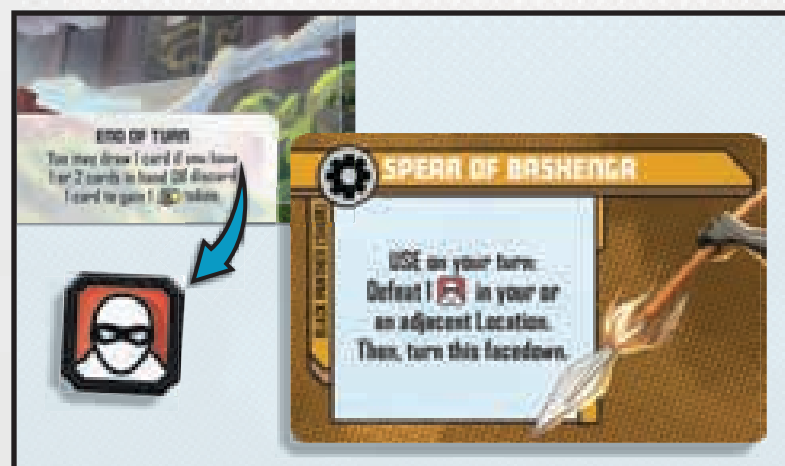 END OF TURN
You may draw 1 card if you have
1 or 2 cards in hand OR discard
1 card to gain 1 token.
SPEAR OF BASHENGA
USE on your turn:
Defeat 1 in your or
an adjacent Location.
Then, turn this facedown.